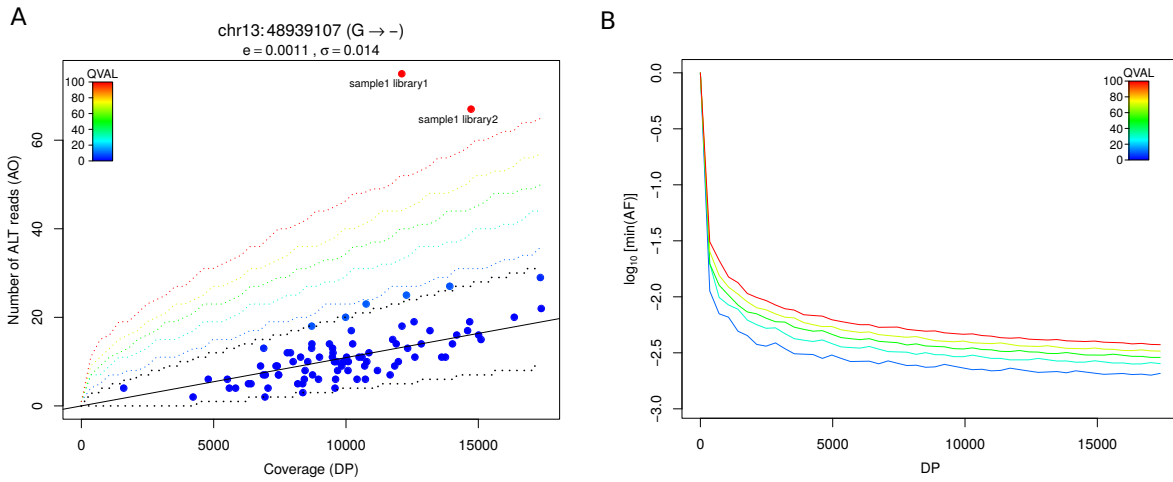 A
chr13:48939107 (G → −)
e = 0.0011 , σ = 0.014
QVAL
100
80
60
40
20
0
sample1 library1
sample1 library2
Number of ALT reads (AO)
60
40
20
0
0 5000 10000 15000
Coverage (DP)
B
QVAL
100
80
60
40
20
0
log10 [min(AF)]
0.0
−0.5
−1.0
−1.5
−2.0
−2.5
−3.0
0 5000 10000 15000
DP